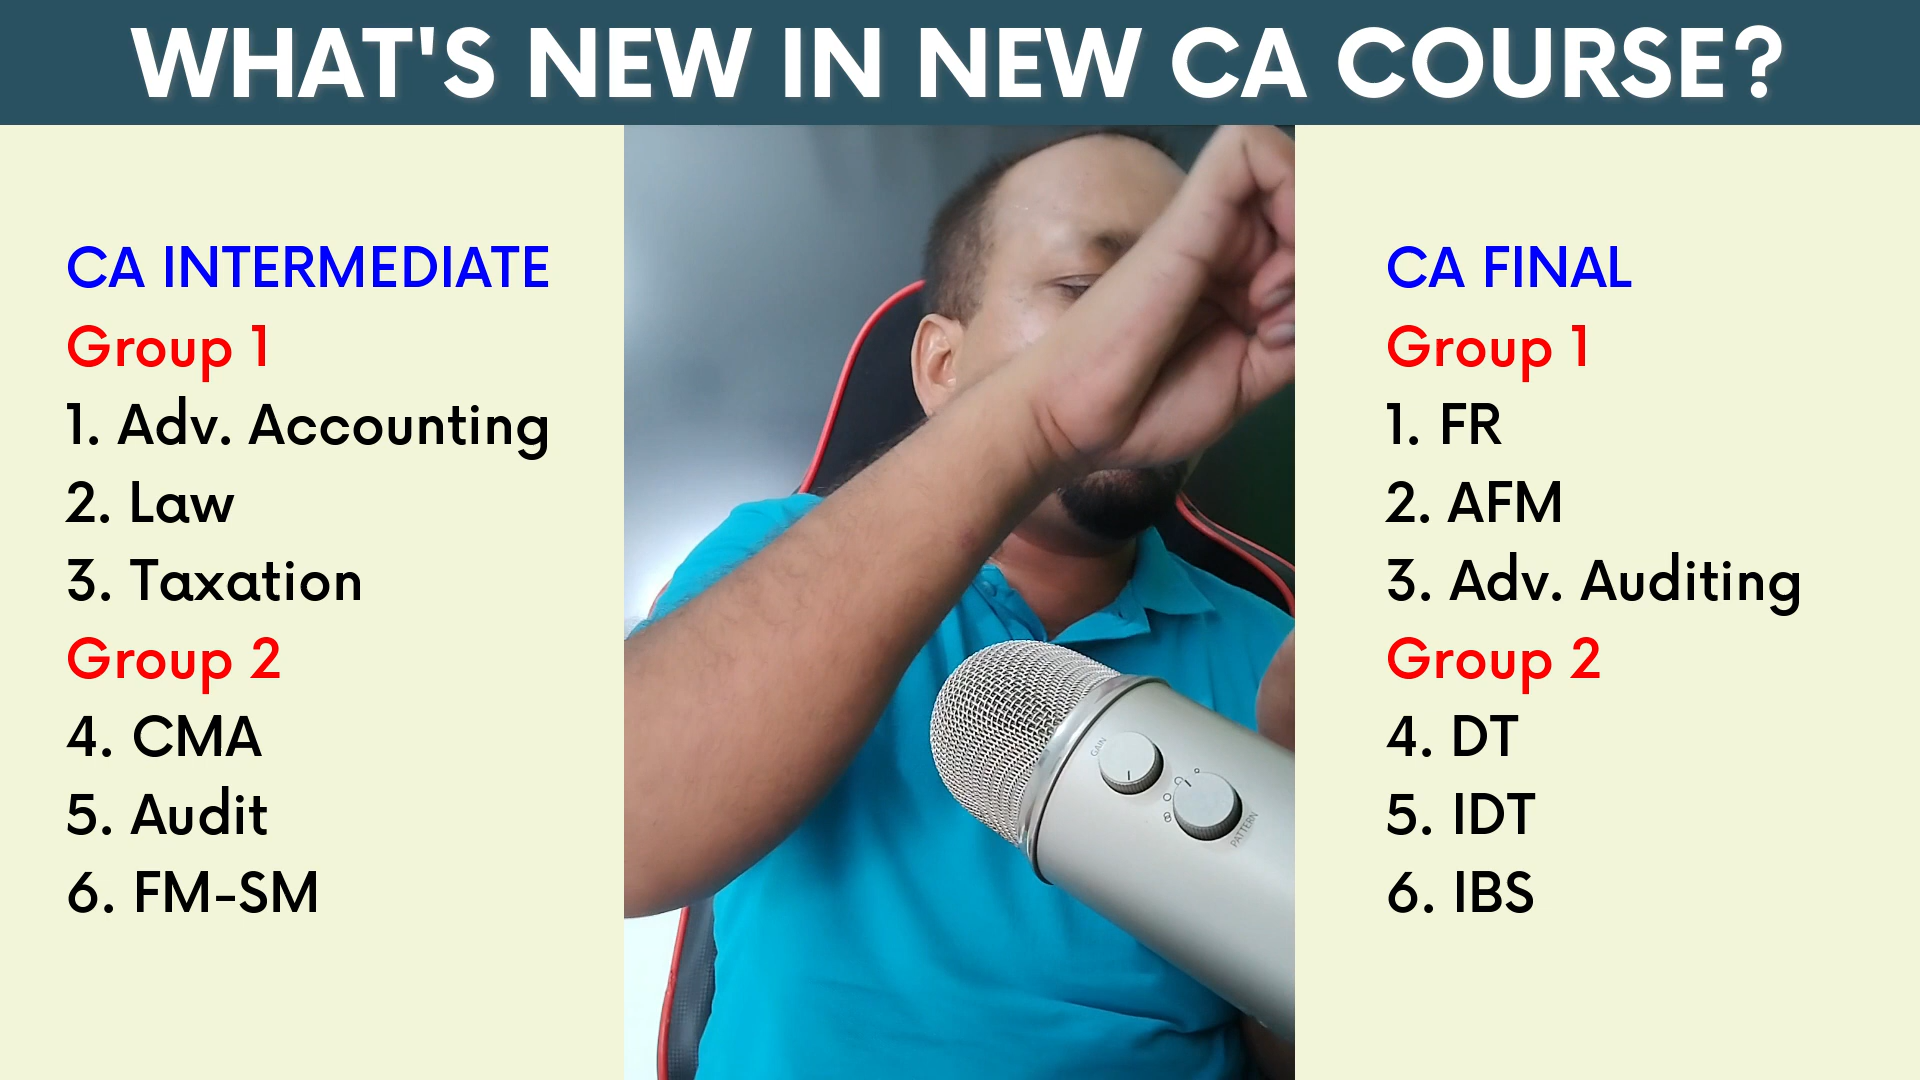 WHAT'S NEW IN NEW CA COURSE?
CA INTERMEDIATE
Group 1
1. Adv. Accounting
2. Law
3. Taxation
Group 2
4. CMA
5. Audit
6. FM-SM
GAIN
PATTERN
CA FINAL
Group 1
1. FR
2. AFM
3. Adv. Auditing
Group 2
4. DT
5. IDT
6. IBS